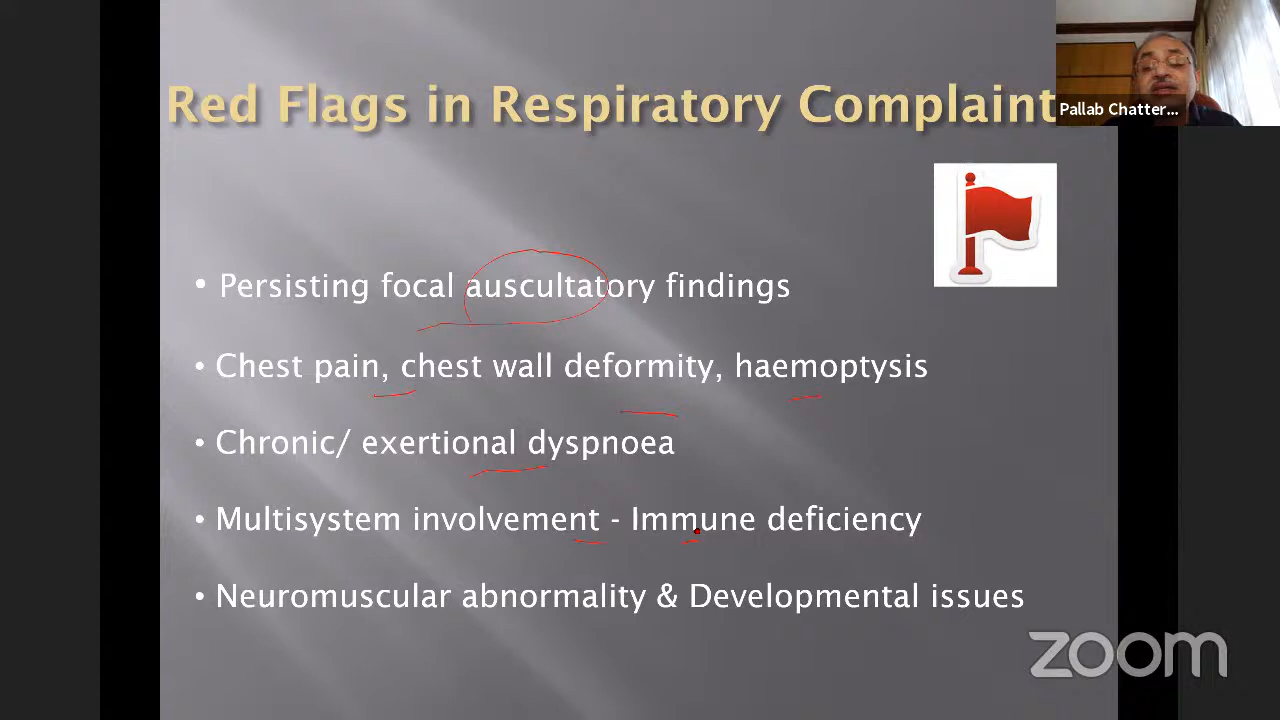 Red Flags in Respiratory Complaint
Pallab Chatter...
• Persisting focal auscultatory findings
• Chest pain, chest wall deformity, haemoptysis
• Chronic/ exertional dyspnoea
• Multisystem involvement - Immune deficiency
• Neuromuscular abnormality & Developmental issues
zoom